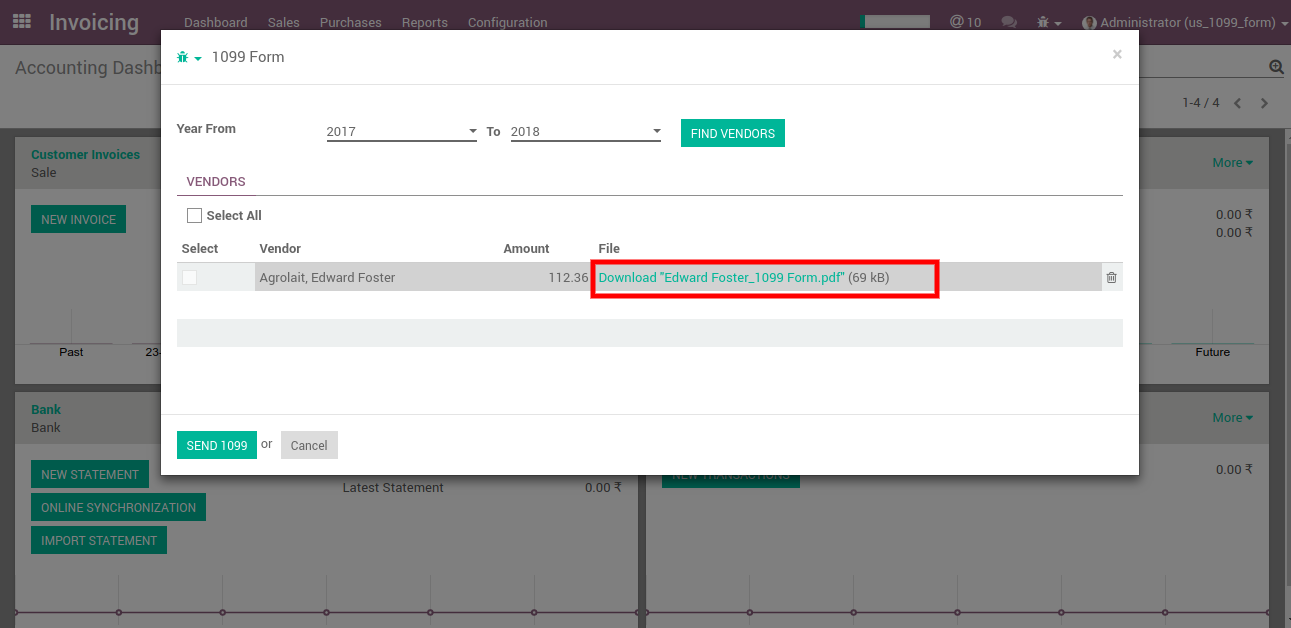 Invoicing
Dashboard Sales Purchases Reports Configuration
@ 10
Administrator (us_1099_form)
Accounting Dashb
1-4 / 4
1099 Form
×
Year From 2017 To 2018 FIND VENDORS
VENDORS
Select All
Select Vendor Amount File
Agrolait, Edward Foster 112.36 Download "Edward Foster_1099 Form.pdf" (69 kB)
SEND 1099 or Cancel
Customer Invoices
Sale
NEW INVOICE
Past 23-
More
0.00 ₹
0.00 ₹
Future
Bank
Bank
NEW STATEMENT
ONLINE SYNCHRONIZATION
IMPORT STATEMENT
Latest Statement 0.00 ₹
More
NEW TRANSACTIONS
0.00 ₹